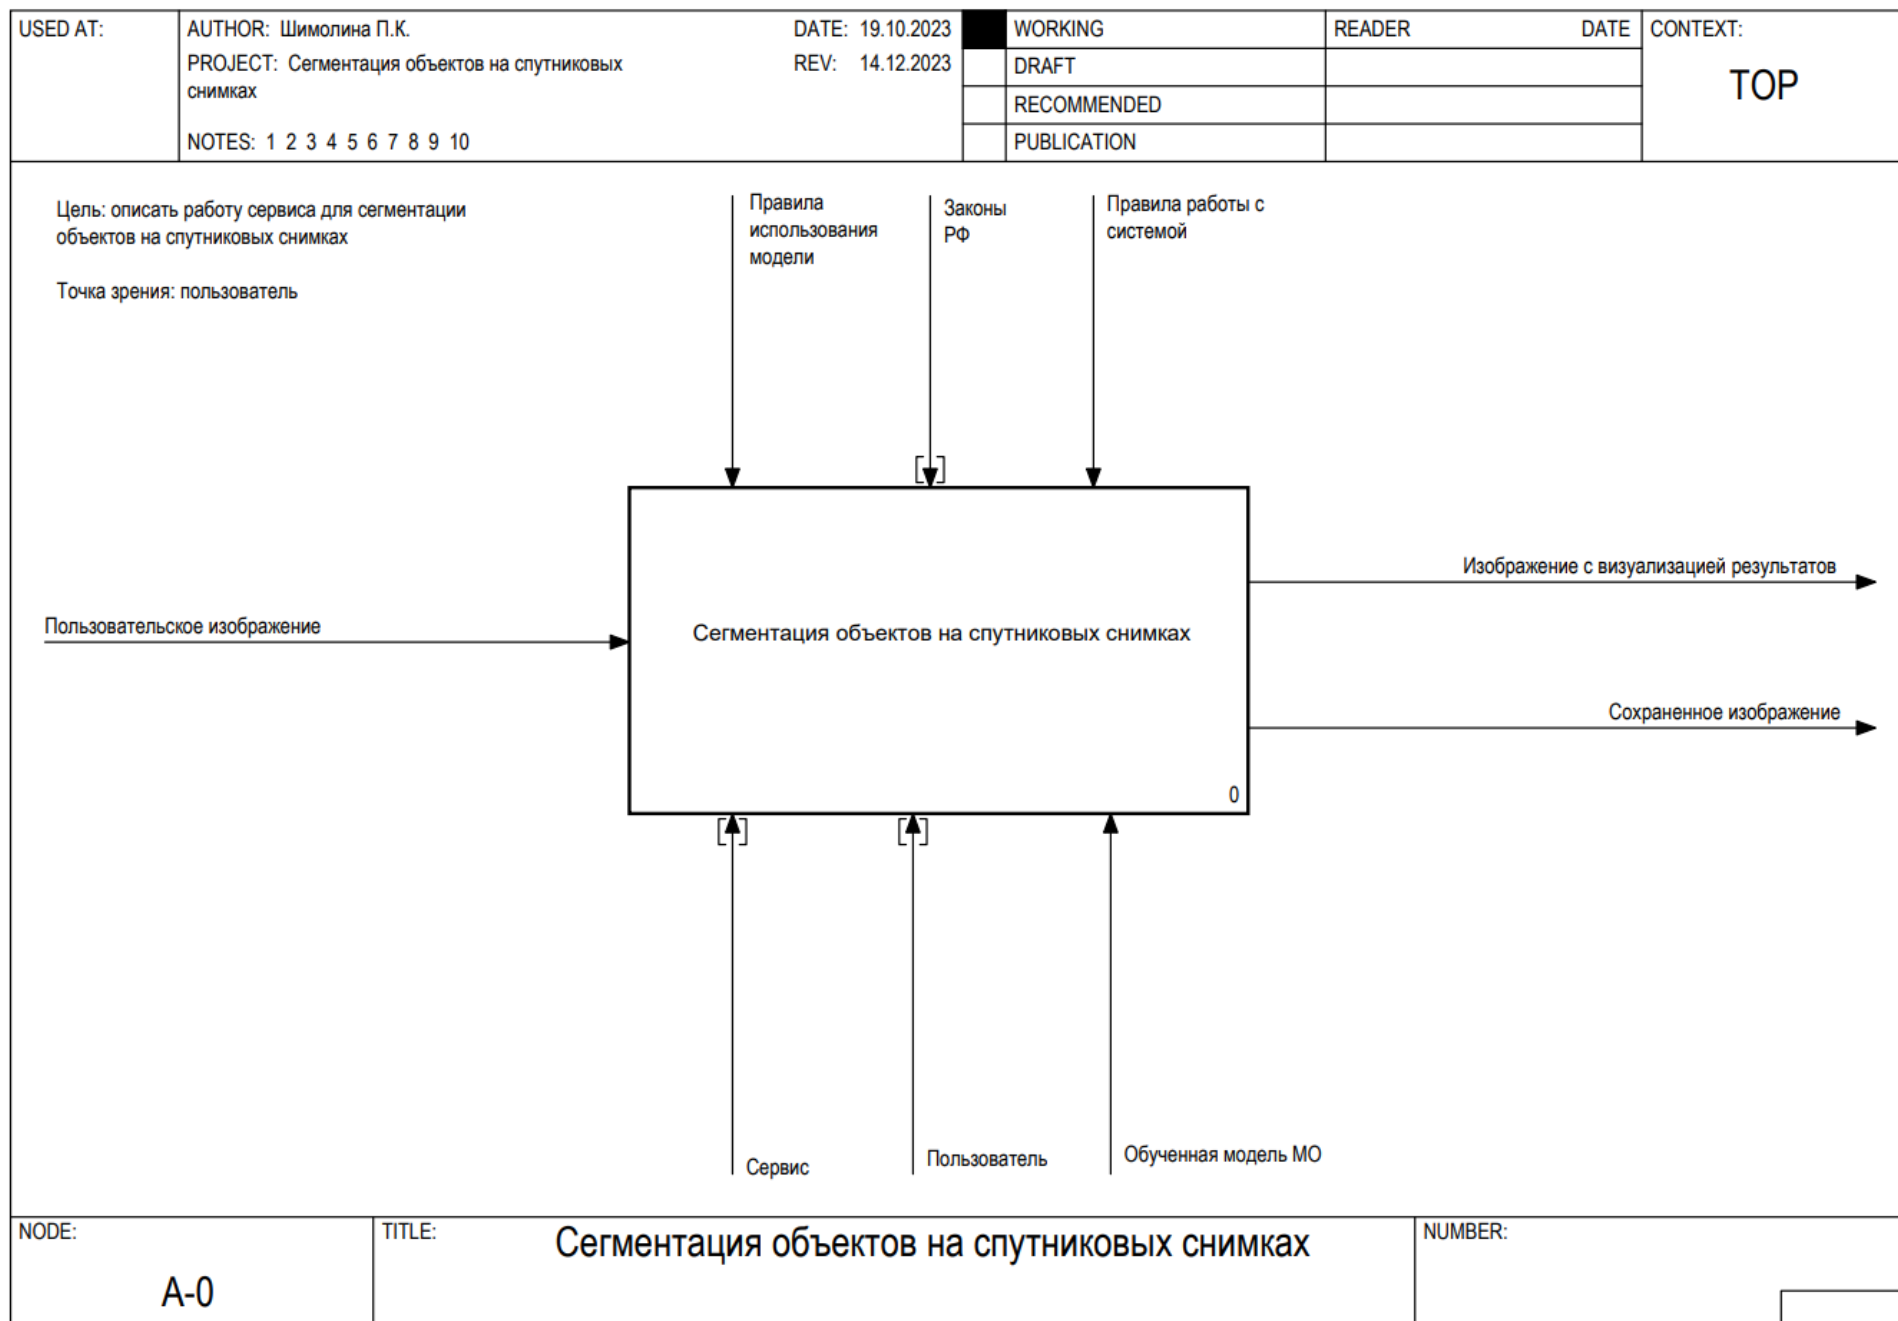 USED AT:
AUTHOR: Шимолина П.К.
DATE: 19.10.2023
PROJECT: Сегментация объектов на спутниковых
снимках
REV: 14.12.2023
NOTES: 1 2 3 4 5 6 7 8 9 10
WORKING
DRAFT
RECOMMENDED
PUBLICATION
READER DATE
CONTEXT:
TOP
Цель: описать работу сервиса для сегментации
объектов на спутниковых снимках
Точка зрения: пользователь
Правила
использования
модели
Законы
РФ
Правила работы с
системой
Пользовательское изображение
Сегментация объектов на спутниковых снимках
0
Изображение с визуализацией результатов
Сохраненное изображение
Сервис
Пользователь
Обученная модель МО
NODE:
A-0
TITLE:
Сегментация объектов на спутниковых снимках
NUMBER: